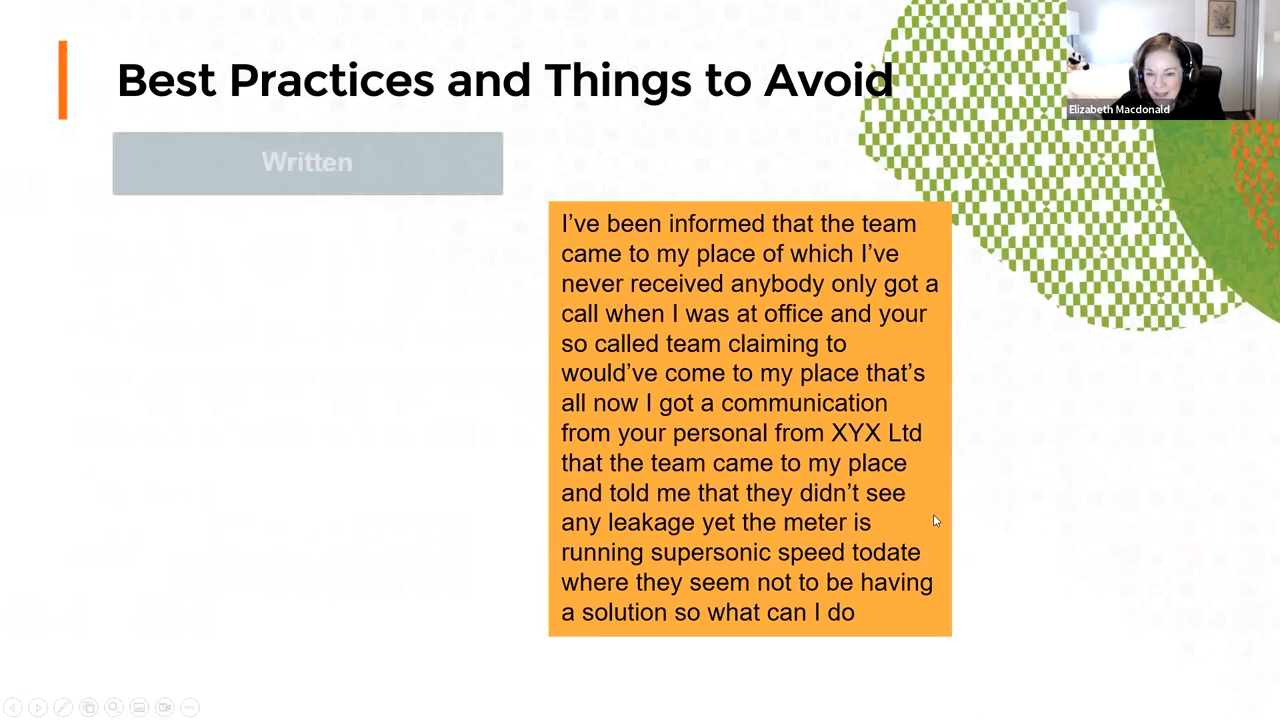 Best Practices and Things to Avoid
Elizabeth Macdonald
Written
I’ve been informed that the team
came to my place of which I’ve
never received anybody only got a
call when I was at office and your
so called team claiming to
would’ve come to my place that’s
all now I got a communication
from your personal from XYX Ltd
that the team came to my place
and told me that they didn’t see
any leakage yet the meter is
running supersonic speed todate
where they seem not to be having
a solution so what can I do